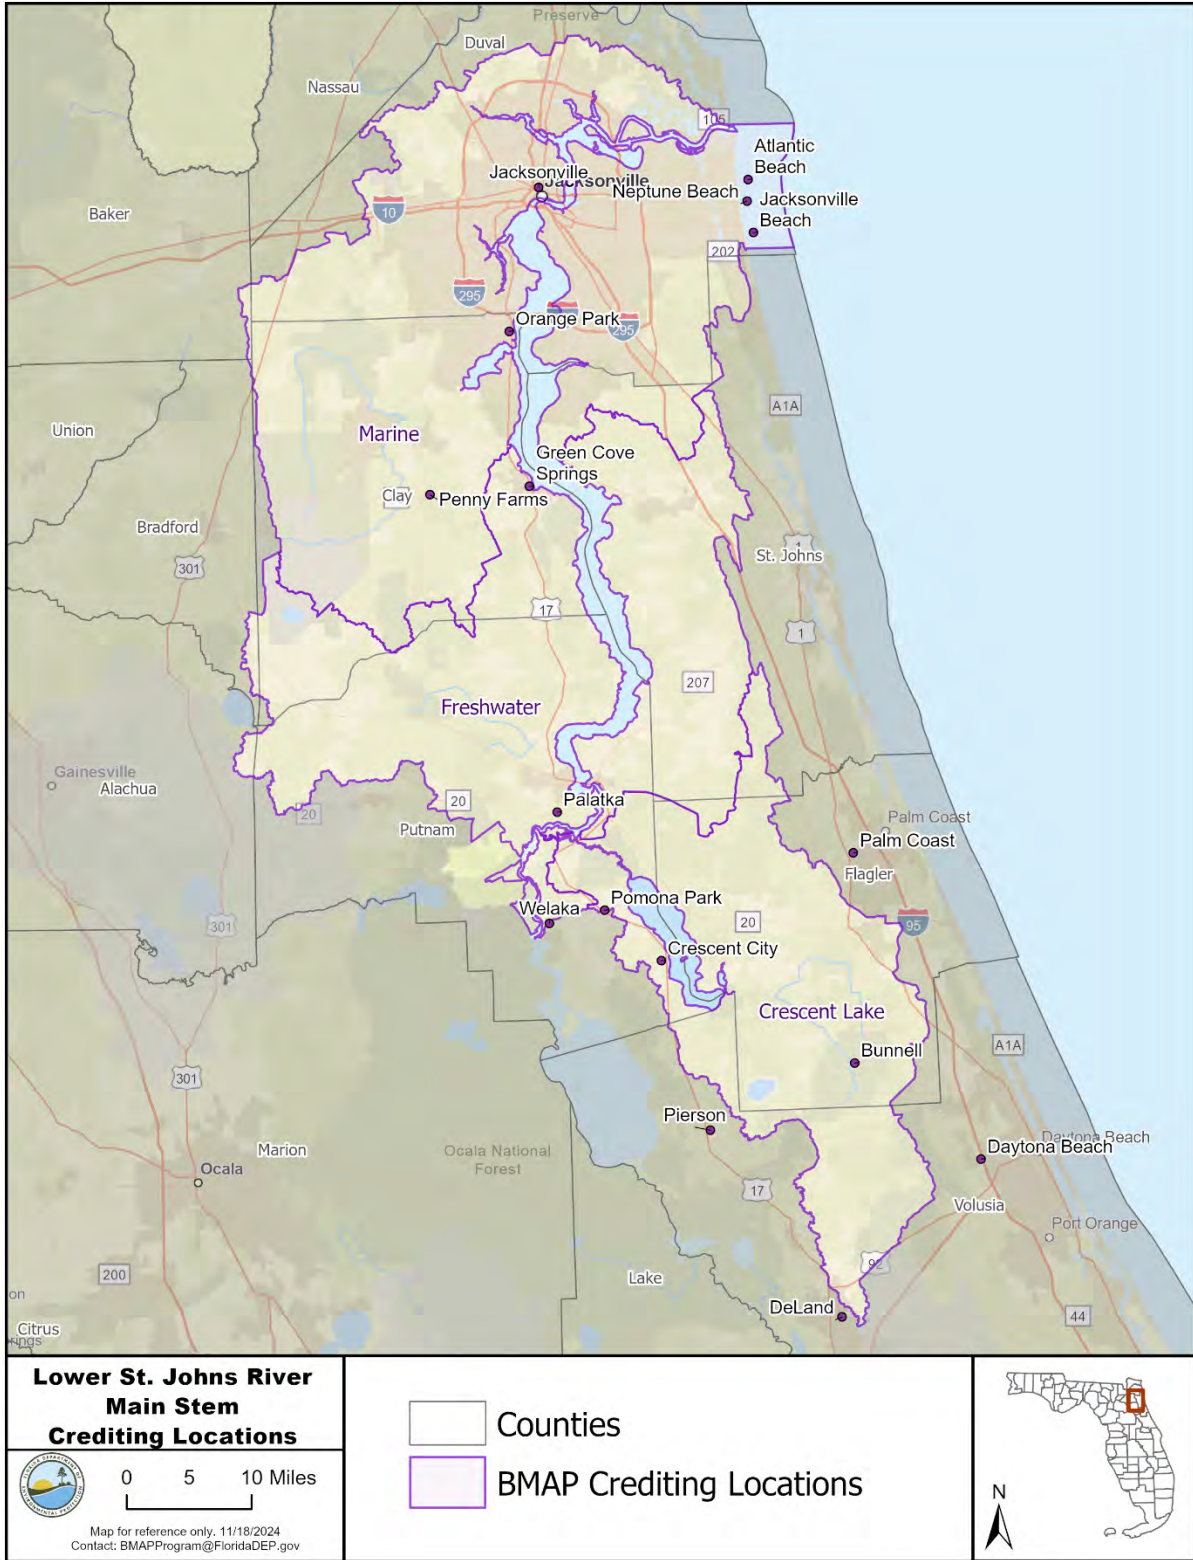 Preserve
Duval
Nassau
105
Atlantic
Beach
Jacksonville
Jacksonville
Neptune Beach
Jacksonville
Beach
Baker
10
202
295
Orange Park
295
A1A
Union
Marine
Green Cove
Springs
Clay
Penny Farms
Bradford
301
1
St. Johns
17
1
207
Freshwater
Gainesville
Alachua
20
20
Palatka
Putnam
Palm Coast
Palm Coast
Flagler
Welaka
Pomona Park
20
95
301
Crescent City
Crescent Lake
A1A
Bunnell
301
Pierson
Marion
Ocala National
Forest
Daytona Beach
Daytona Beach
Ocala
17
Volusia
Port Orange
92
200
Lake
on
DeLand
44
Citrus
rings
Lower St. Johns River
Main Stem
Crediting Locations
0 5 10 Miles
Map for reference only. 11/18/2024
Contact: BMAPProgram@FloridaDEP.gov
Counties
BMAP Crediting Locations
N